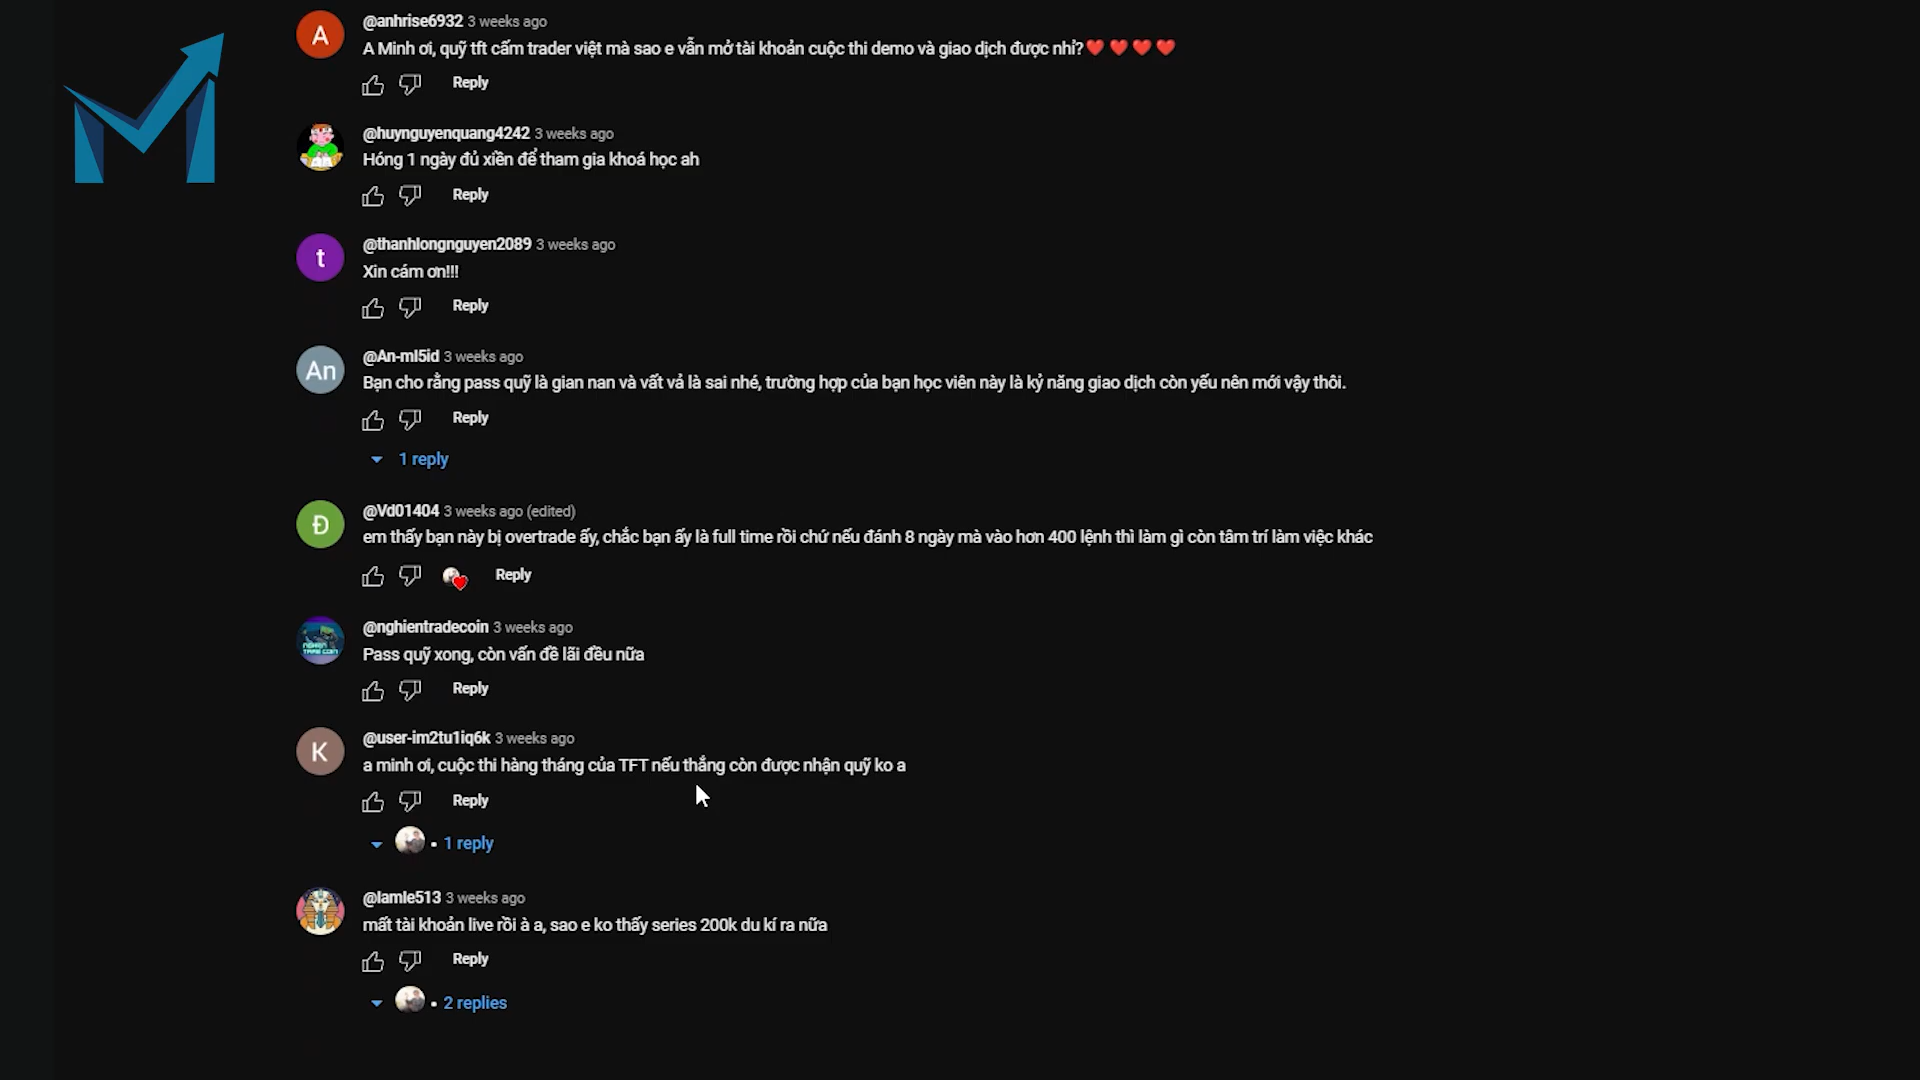 A
@anhrise6932 3 weeks ago
A Minh ơi, quỹ tft cấm trader việt mà sao e vẫn mở tài khoản cuộc thi demo và giao dịch được nhỉ?❤️❤️❤️❤️
Reply
@huynguyenquang4242 3 weeks ago
Hóng 1 ngày đủ xiền để tham gia khoá học ah
Reply
t
@thanhlongnguyen2089 3 weeks ago
Xin cám ơn!!!
Reply
An
@An-ml5id 3 weeks ago
Bạn cho rằng pass quỹ là gian nan và vất vả là sai nhé, trường hợp của bạn học viên này là kỷ năng giao dịch còn yếu nên mới vậy thôi.
Reply
1 reply
Đ
@Vd01404 3 weeks ago (edited)
em thấy bạn này bị overtrade ấy, chắc bạn ấy là full time rồi chứ nếu đánh 8 ngày mà vào hơn 400 lệnh thì làm gì còn tâm trí làm việc khác
Reply
NGHIEN
TRADE COIN
@nghientradecoin 3 weeks ago
Pass quỹ xong, còn vấn đề lãi đều nữa
Reply
K
@user-im2tu1iq6k 3 weeks ago
a minh ơi, cuộc thi hàng tháng của TFT nếu thắng còn được nhận quỹ ko a
Reply
• 1 reply
@lamle513 3 weeks ago
mất tài khoản live rồi à a, sao e ko thấy series 200k du kí ra nữa
Reply
• 2 replies